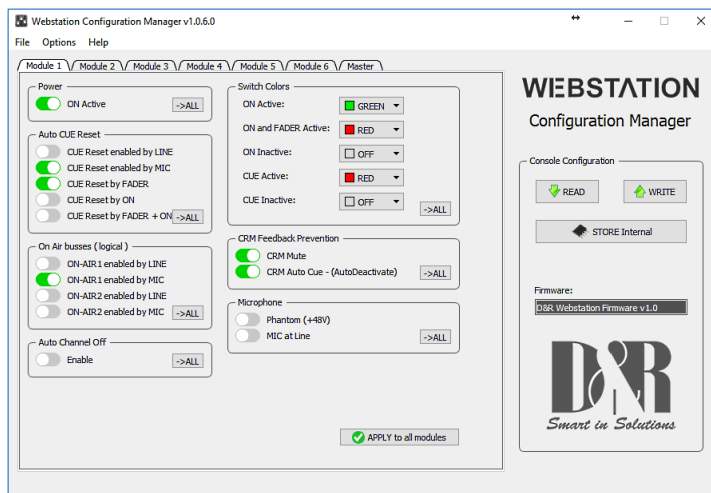 Webstation Configuration Manager v1.0.6.0
File Options Help
Module 1 Module 2 Module 3 Module 4 Module 5 Module 6 Master
Power
ON Active ->ALL
Auto CUE Reset
CUE Reset enabled by LINE
CUE Reset enabled by MIC
CUE Reset by FADER
CUE Reset by ON
CUE Reset by FADER + ON ->ALL
On Air busses ( logical )
ON-AIR1 enabled by LINE
ON-AIR1 enabled by MIC
ON-AIR2 enabled by LINE
ON-AIR2 enabled by MIC ->ALL
Auto Channel Off
Enable ->ALL
Switch Colors
ON Active: GREEN
ON and FADER Active: RED
ON Inactive: OFF
CUE Active: RED
CUE Inactive: OFF
->ALL
CRM Feedback Prevention
CRM Mute
CRM Auto Cue - (AutoDeactivate) ->ALL
Microphone
Phantom (+48V)
MIC at Line ->ALL
APPLY to all modules
WEBSTATION
Configuration Manager
Console Configuration
READ WRITE
STORE Internal
Firmware:
D&R Webstation Firmware v1.0
D&R
Smart in Solutions